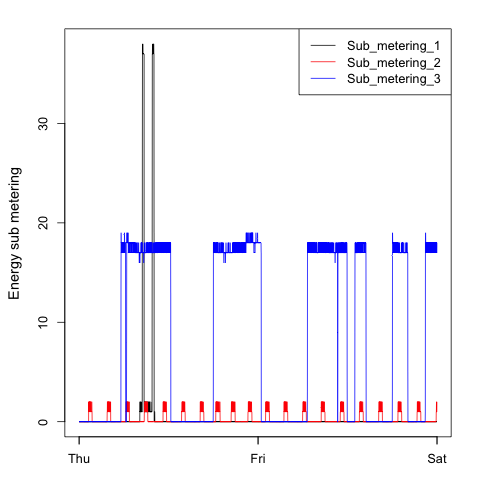 Sub_metering_1
Sub_metering_2
Sub_metering_3
Energy sub metering
30
20
10
0
Thu
Fri
Sat